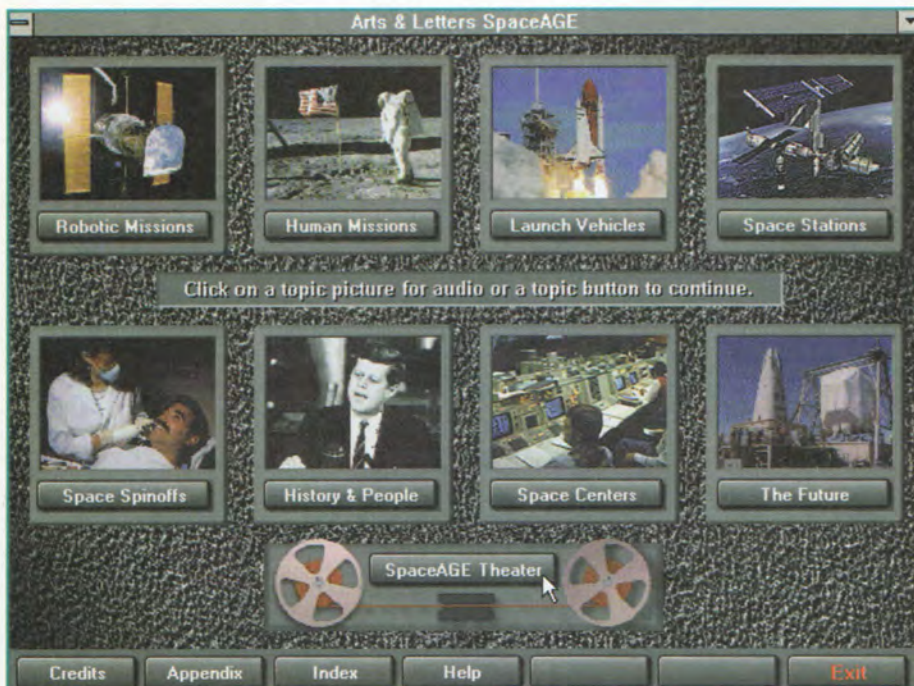 Arts & Letters SpaceAGE
Robotic Missions
Human Missions
Launch Vehicles
Space Stations
Click on a topic picture for audio or a topic button to continue.
Space Spinoffs
History & People
Space Centers
The Future
SpaceAGE Theater
Credits
Appendix
Index
Help
Exit